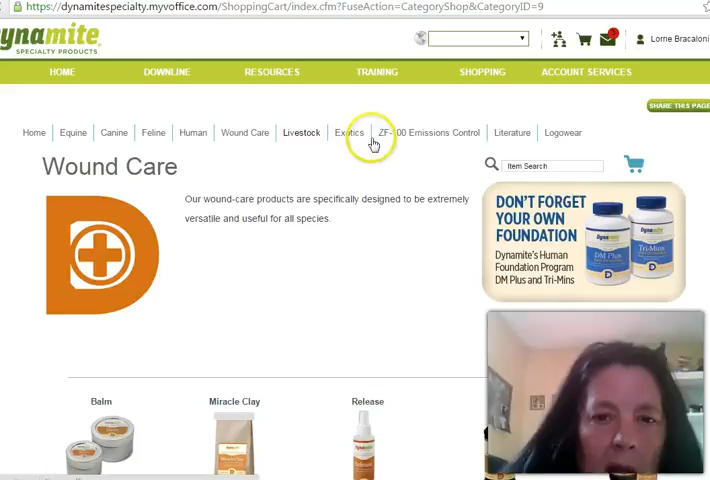 https://dynamitespecialty.myvoffice.com/ShoppingCart/index.cfm?FuseAction=CategoryShop&CategoryID=9
ynamite
SPECIALTY PRODUCTS
Lorne Bracaloni
HOME DOWNLINE RESOURCES TRAINING SHOPPING ACCOUNT SERVICES
SHARE THIS PAGE
Home Equine Canine Feline Human Wound Care Livestock Exotics ZF-100 Emissions Control Literature Logowear
Wound Care
Item Search
Our wound-care products are specifically designed to be extremely
versatile and useful for all species.
DON'T FORGET
YOUR OWN
FOUNDATION
Dynamite's Human
Foundation Program
DM Plus and Tri-Mins
Dynamite
DM Plus
D
Dynamite
Tri-Mins
D
Balm Miracle Clay Release